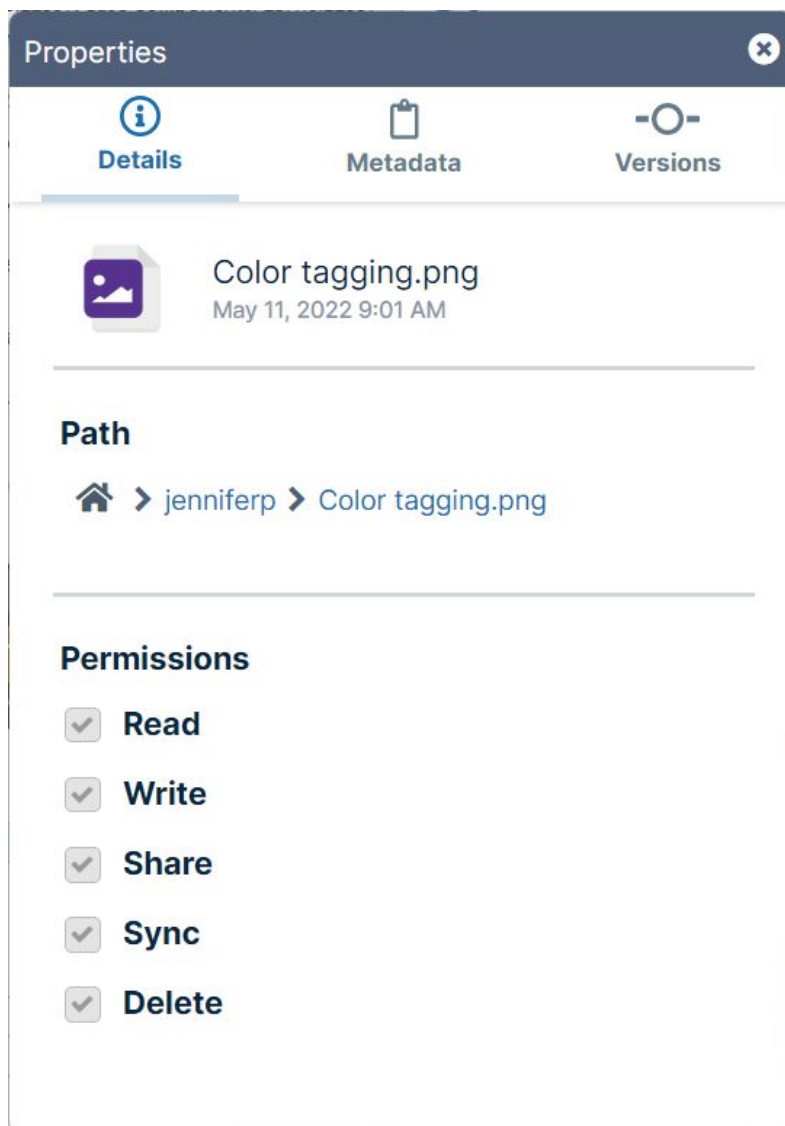 Properties
Details Metadata Versions
Color tagging.png
May 11, 2022 9:01 AM
Path
jenniferp Color tagging.png
Permissions
Read
Write
Share
Sync
Delete